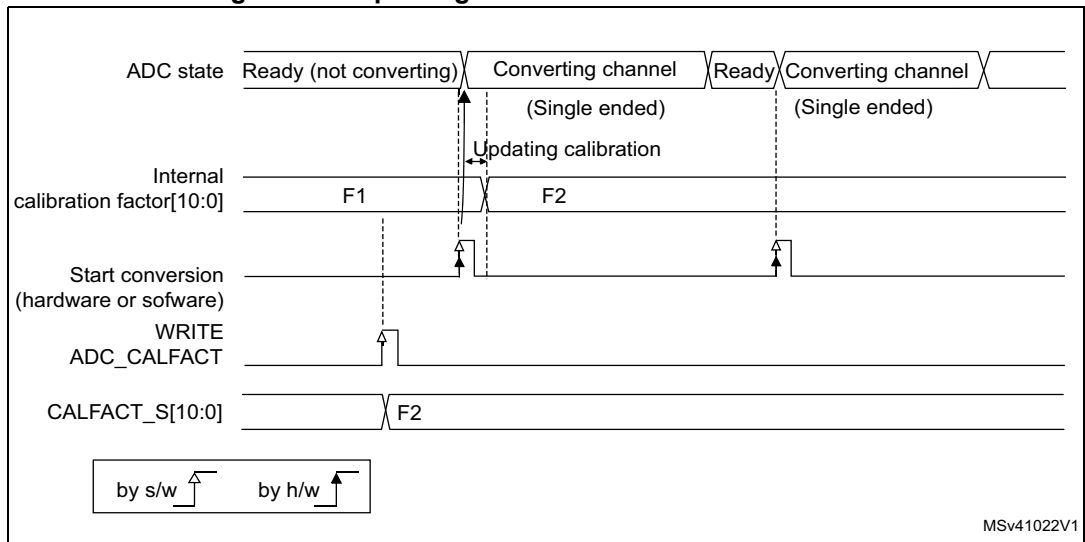 ADC state Ready (not converting) Converting channel Ready Converting channel
(Single ended) (Single ended)
Updating calibration
Internal
calibration factor[10:0] F1 F2
Start conversion
(hardware or sofware)
WRITE
ADC_CALFACT
CALFACT_S[10:0] F2
by s/w by h/w
MSv41022V1